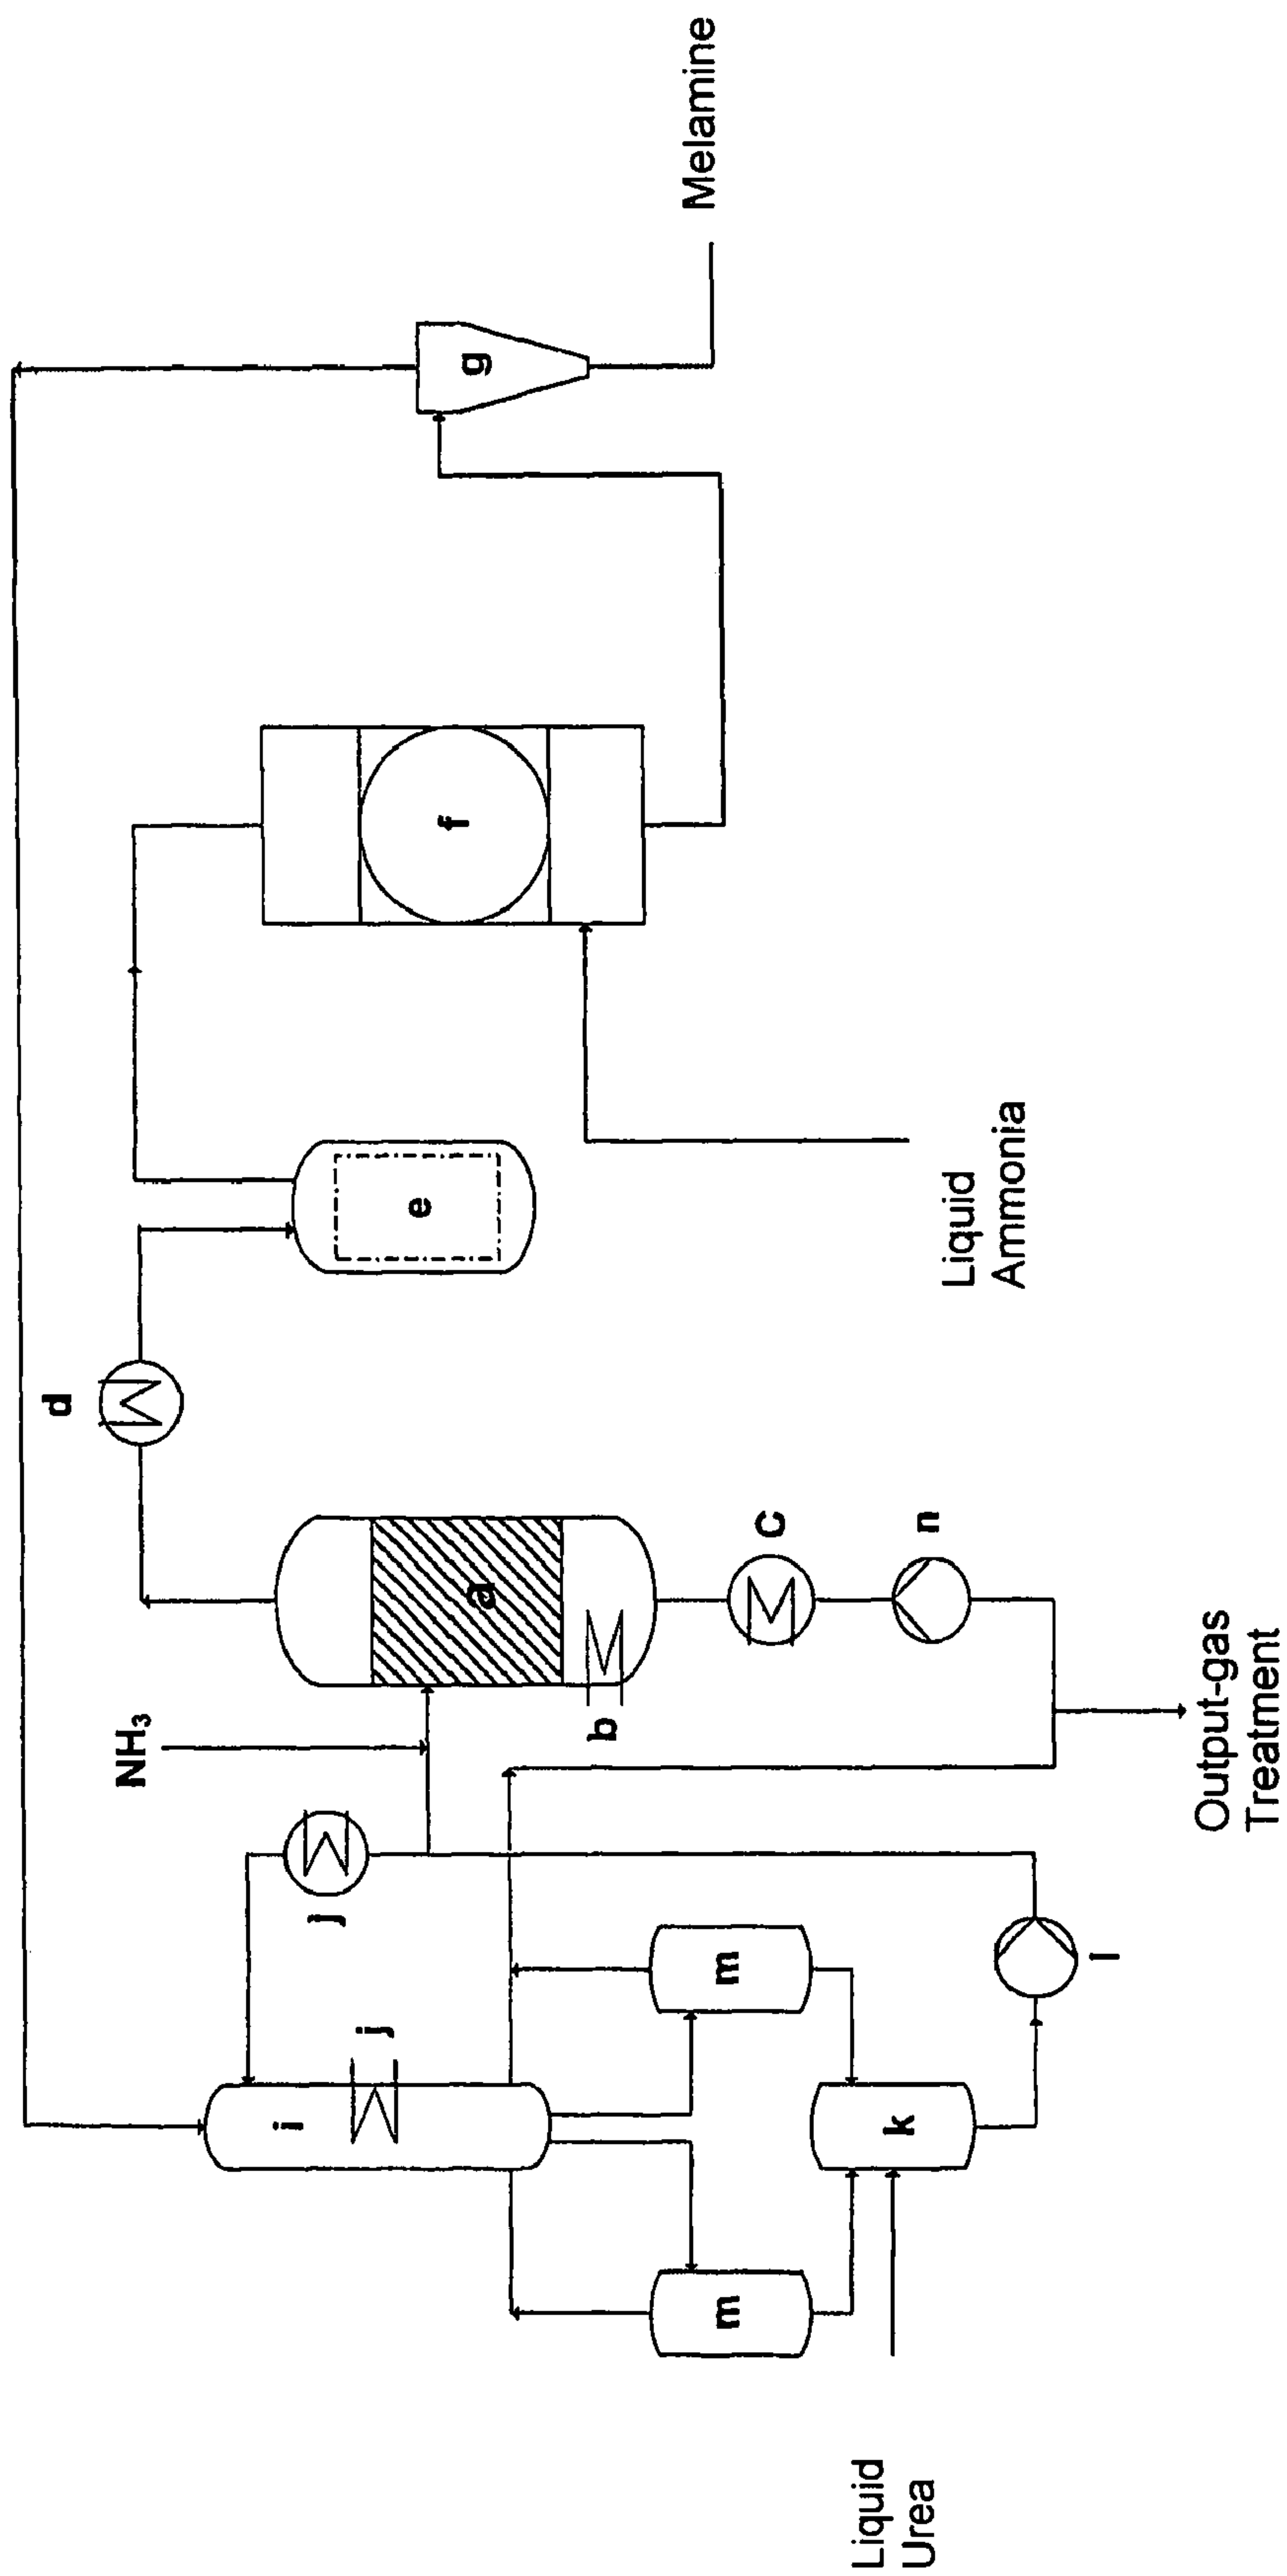 Melamine
g
f
e
Liquid
Ammonia
d
a
b
C
n
NH₃
Output-gas
Treatment
j
j
i
m
m
k
l
Liquid
Urea